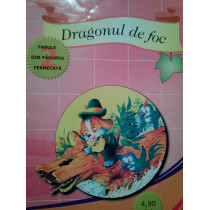 Dragonul de foc
FABULE
DIN PĂDUREA
FERMECATĂ
4,90